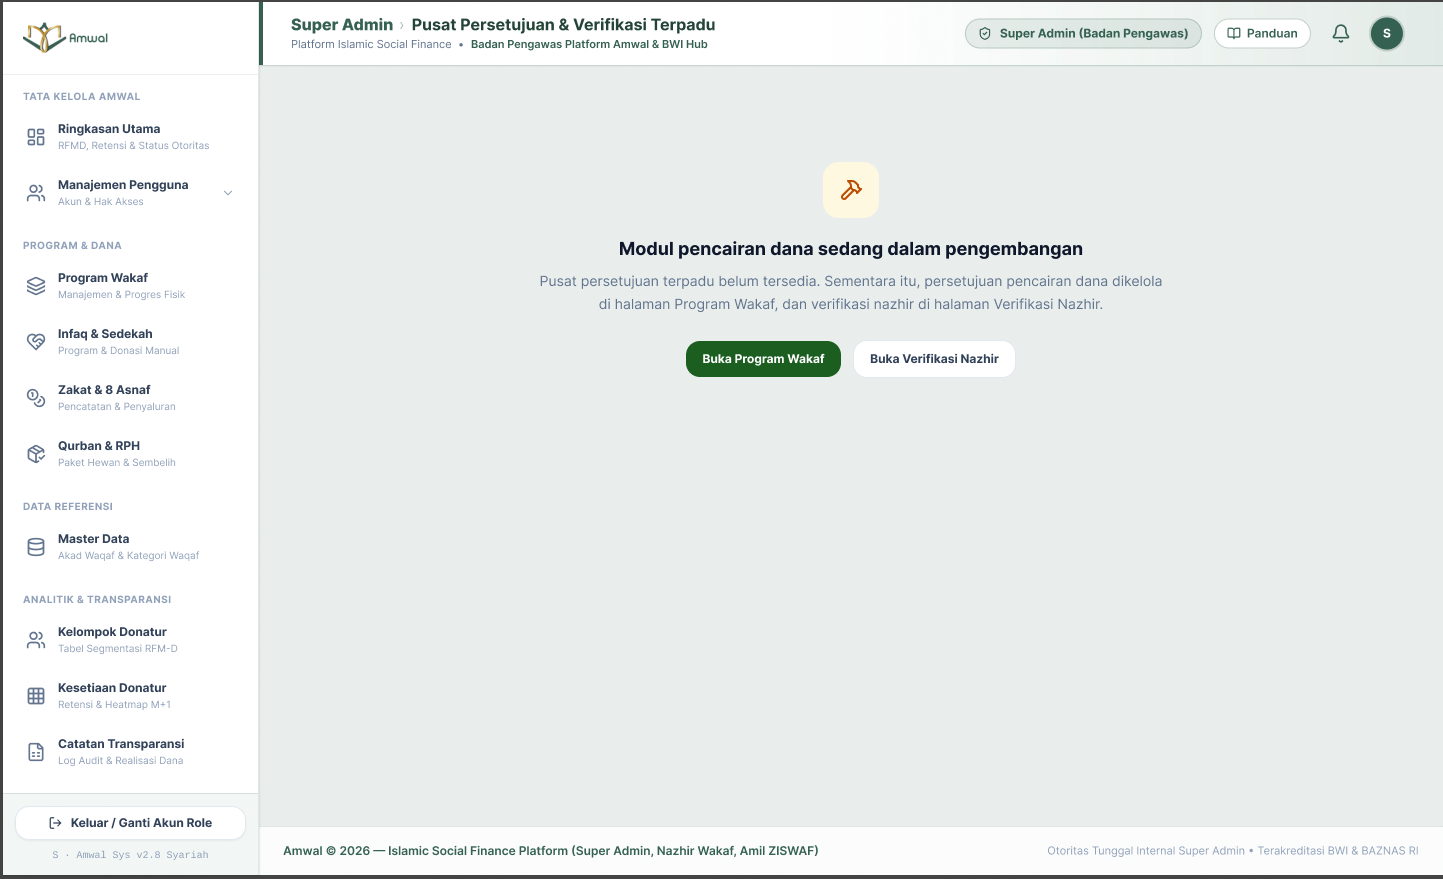 Amwal
TATA KELOLA AMWAL
Ringkasan Utama
RFMD, Retensi & Status Otoritas
Manajemen Pengguna
Akun & Hak Akses
PROGRAM & DANA
Program Wakaf
Manajemen & Progres Fisik
Infaq & Sedekah
Program & Donasi Manual
Zakat & 8 Asnaf
Pencatatan & Penyaluran
Qurban & RPH
Paket Hewan & Sembelih
DATA REFERENSI
Master Data
Akad Waqaf & Kategori Waqaf
ANALITIK & TRANSPARANSI
Kelompok Donatur
Tabel Segmentasi RFM-D
Kesetiaan Donatur
Retensi & Heatmap M+1
Catatan Transparansi
Log Audit & Realisasi Dana
Keluar / Ganti Akun Role
S · Amwal Sys v2.8 Syariah
Super Admin › Pusat Persetujuan & Verifikasi Terpadu
Platform Islamic Social Finance • Badan Pengawas Platform Amwal & BWI Hub
Super Admin (Badan Pengawas)
Panduan
S
Modul pencairan dana sedang dalam pengembangan
Pusat persetujuan terpadu belum tersedia. Sementara itu, persetujuan pencairan dana dikelola
di halaman Program Wakaf, dan verifikasi nazhir di halaman Verifikasi Nazhir.
Buka Program Wakaf
Buka Verifikasi Nazhir
Amwal © 2026 — Islamic Social Finance Platform (Super Admin, Nazhir Wakaf, Amil ZISWAF)
Otoritas Tunggal Internal Super Admin • Terakreditasi BWI & BAZNAS RI